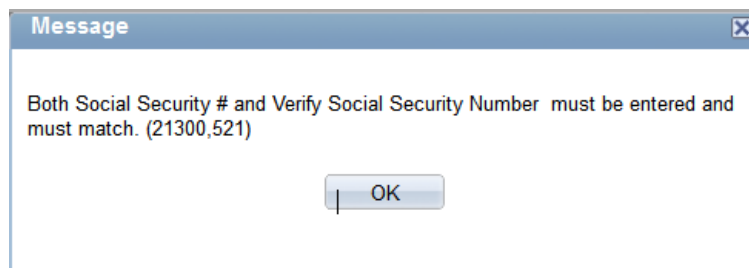 Message
Both Social Security # and Verify Social Security Number must be entered and
must match. (21300,521)
OK